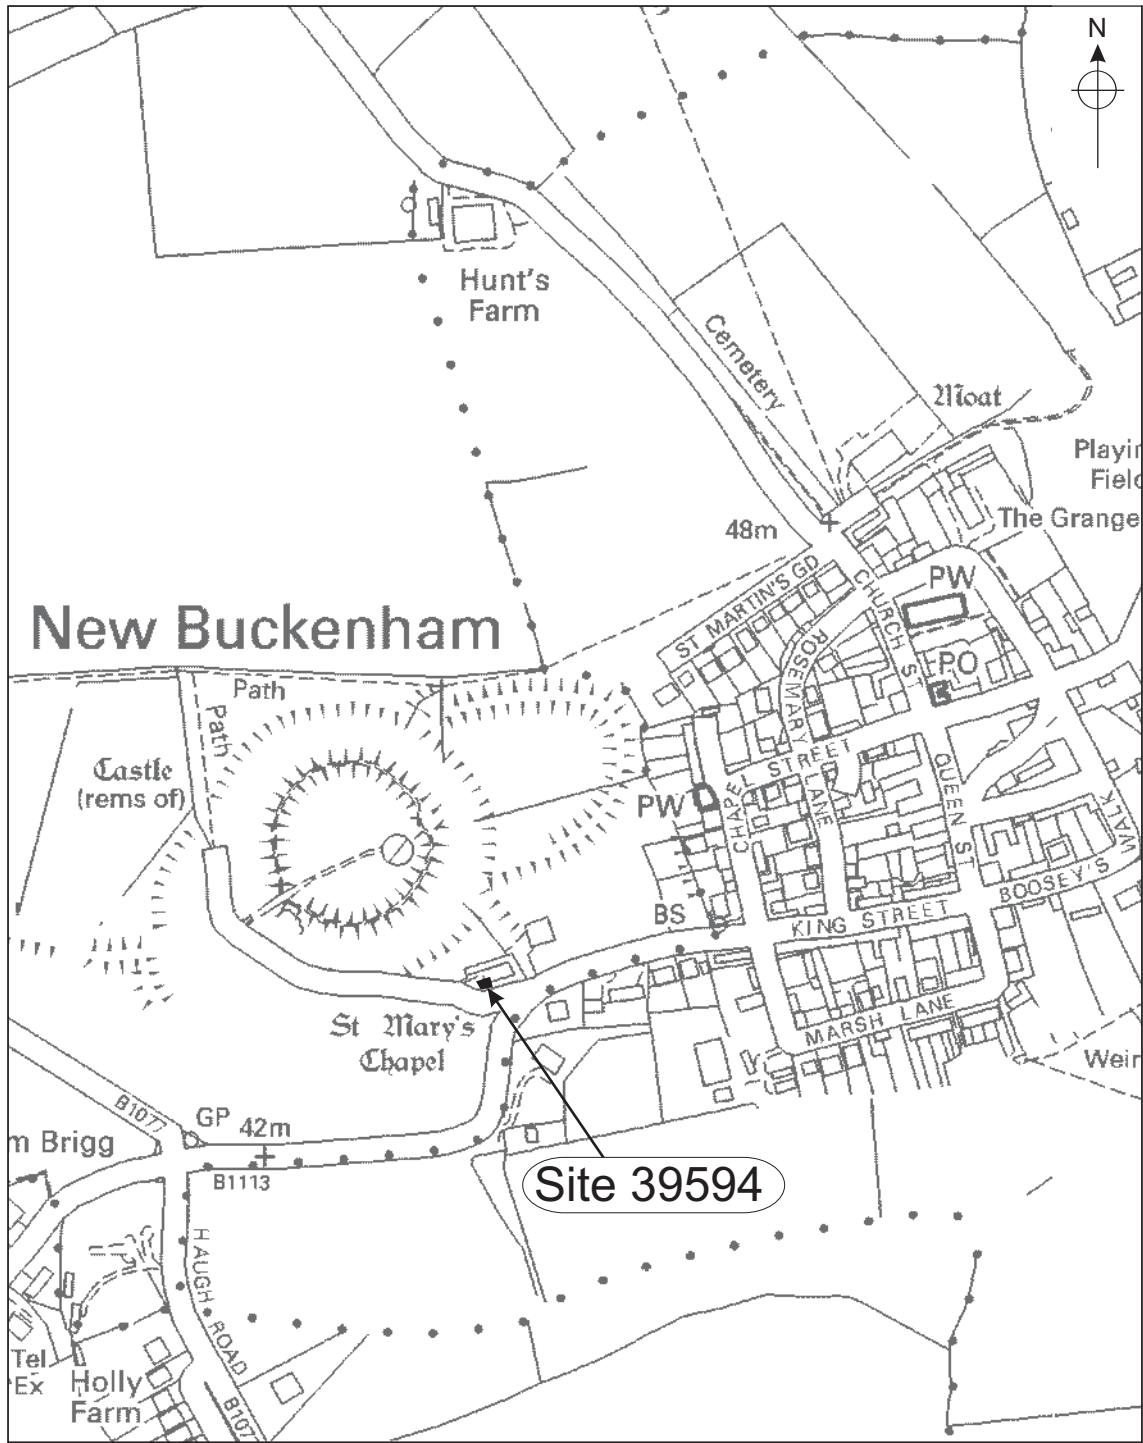 N
Hunt's
Farm
Cemetery
Moat
Playin
Field
The Grange
48m
ST MARTIN'S GD
CHURCH ST
PW
New Buckenham
ROSEMARY LANE
PO
Path
Path
Castle
(rems of)
CHAPEL STREET
QUEEN ST
PW
WALK
BOOSEY'S
BS
KING STREET
MARSH LANE
St Mary's
Chapel
Weir
B1077
GP
42m
m Brigg
B1113
Site 39594
HAUGH ROAD
Tel
Ex
Holly
Farm
B107